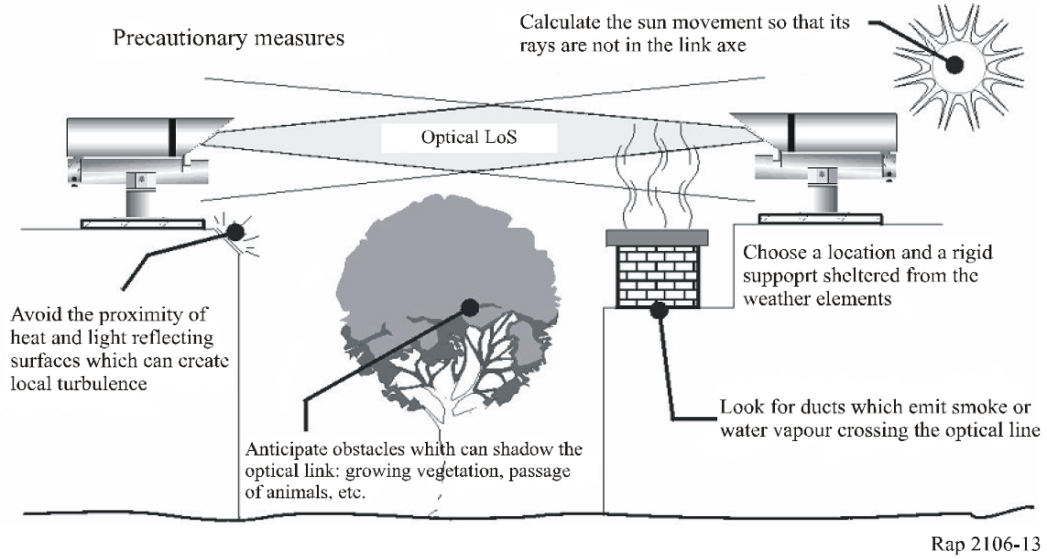 Precautionary measures
Calculate the sun movement so that its
rays are not in the link axe
Optical LoS
Choose a location and a rigid
suppoprt sheltered from the
weather elements
Avoid the proximity of
heat and light reflecting
surfaces which can create
local turbulence
Look for ducts which emit smoke or
water vapour crossing the optical line
Anticipate obstacles which can shadow the
optical link: growing vegetation, passage
of animals, etc.
Rap 2106-13